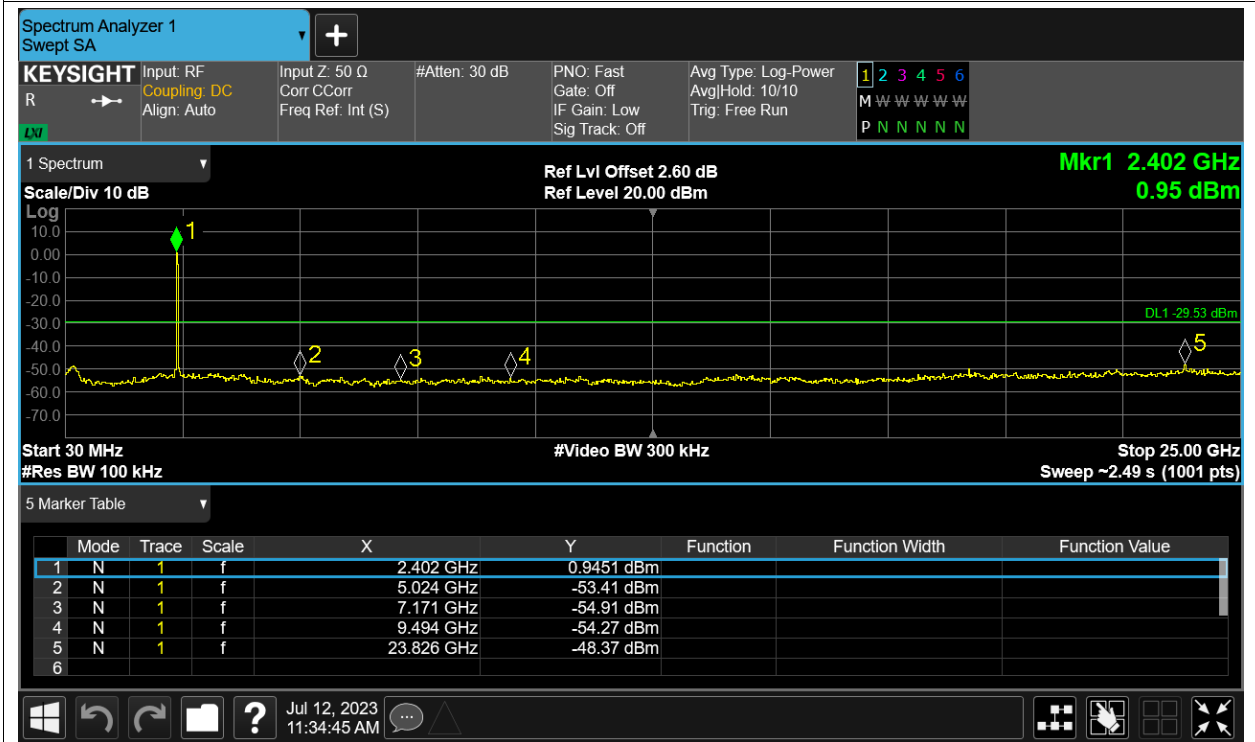 Spectrum Analyzer 1
Swept SA
+
KEYSIGHT
R
LXI
Input: RF
Coupling: DC
Align: Auto
Input Z: 50 Ω
Corr CCorr
Freq Ref: Int (S)
#Atten: 30 dB
PNO: Fast
Gate: Off
IF Gain: Low
Sig Track: Off
Avg Type: Log-Power
Avg|Hold: 10/10
Trig: Free Run
1 2 3 4 5 6
M W W W W W
P N N N N N
1 Spectrum
Scale/Div 10 dB
Ref Lvl Offset 2.60 dB
Ref Level 20.00 dBm
Mkr1 2.402 GHz
0.95 dBm
Log
10.0
0.00
-10.0
-20.0
-30.0
-40.0
-50.0
-60.0
-70.0
1
2
3
4
5
DL1 -29.53 dBm
Start 30 MHz
#Video BW 300 kHz
Stop 25.00 GHz
#Res BW 100 kHz
Sweep ~2.49 s (1001 pts)
5 Marker Table
Mode Trace Scale X Y Function Function Width Function Value
1 N 1 f 2.402 GHz 0.9451 dBm
2 N 1 f 5.024 GHz -53.41 dBm
3 N 1 f 7.171 GHz -54.91 dBm
4 N 1 f 9.494 GHz -54.27 dBm
5 N 1 f 23.826 GHz -48.37 dBm
6
?
Jul 12, 2023
11:34:45 AM